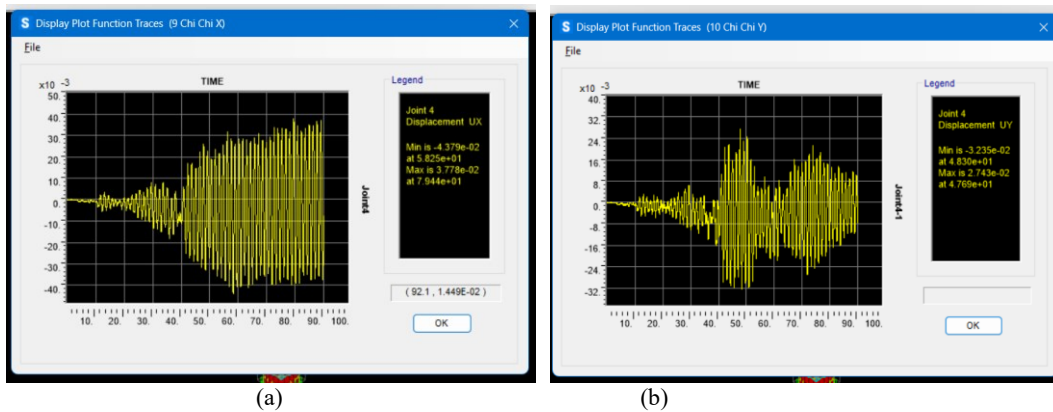 Display Plot Function Traces (9 Chi Chi X)
File
x10 -3
TIME
50.
40.
30.
20.
10.
0.
-10.
-20.
-30.
-40.
10. 20. 30. 40. 50. 60. 70. 80. 90. 100.
Joint4
Legend
Joint 4
Displacement UX
Min is -4.379e-02
at 5.825e+01
Max is 3.778e-02
at 7.944e+01
( 92.1 , 1.449E-02 )
OK
(a)
Display Plot Function Traces (10 Chi Chi Y)
File
x10 -3
TIME
40.
32.
24.
16.
8.
0.
-8.
-16.
-24.
-32.
10. 20. 30. 40. 50. 60. 70. 80. 90. 100.
Joint4-1
Legend
Joint 4
Displacement UY
Min is -3.235e-02
at 4.830e+01
Max is 2.743e-02
at 4.769e+01
OK
(b)